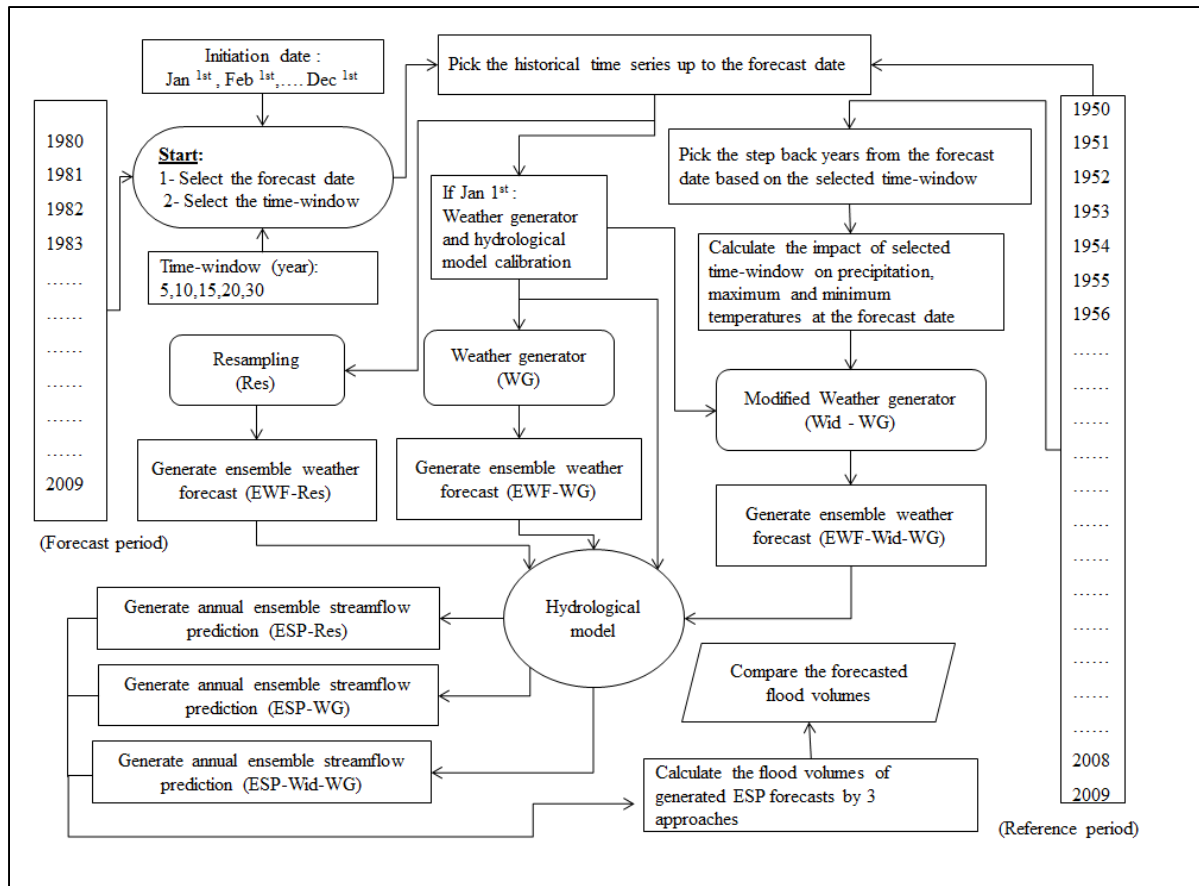 Initiation date :
Jan 1st , Feb 1st,.... Dec 1st
Pick the historical time series up to the forecast date
1980
1981
1982
1983
......
......
......
......
......
......
2009
(Forecast period)
Start:
1- Select the forecast date
2- Select the time-window
Time-window (year):
5,10,15,20,30
If Jan 1st :
Weather generator
and hydrological
model calibration
Pick the step back years from the forecast
date based on the selected time-window
Calculate the impact of selected
time-window on precipitation,
maximum and minimum
temperatures at the forecast date
1950
1951
1952
1953
1954
1955
1956
......
......
......
......
......
......
......
......
......
......
......
......
2008
2009
(Reference period)
Resampling
(Res)
Weather generator
(WG)
Modified Weather generator
(Wid - WG)
Generate ensemble weather
forecast (EWF-Res)
Generate ensemble weather
forecast (EWF-WG)
Generate ensemble weather
forecast (EWF-Wid-WG)
Hydrological
model
Generate annual ensemble streamflow
prediction (ESP-Res)
Generate annual ensemble streamflow
prediction (ESP-WG)
Generate annual ensemble streamflow
prediction (ESP-Wid-WG)
Compare the forecasted
flood volumes
Calculate the flood volumes of
generated ESP forecasts by 3
approaches